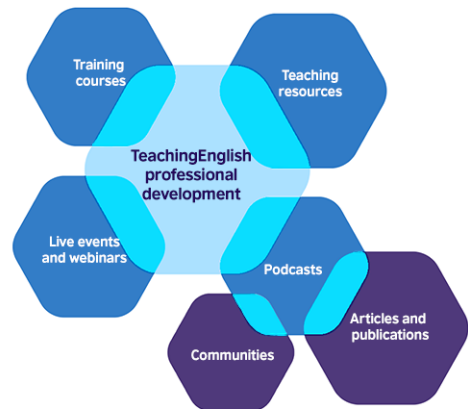 Training
courses
Teaching
resources
TeachingEnglish
professional
development
Live events
and webinars
Podcasts
Articles and
publications
Communities